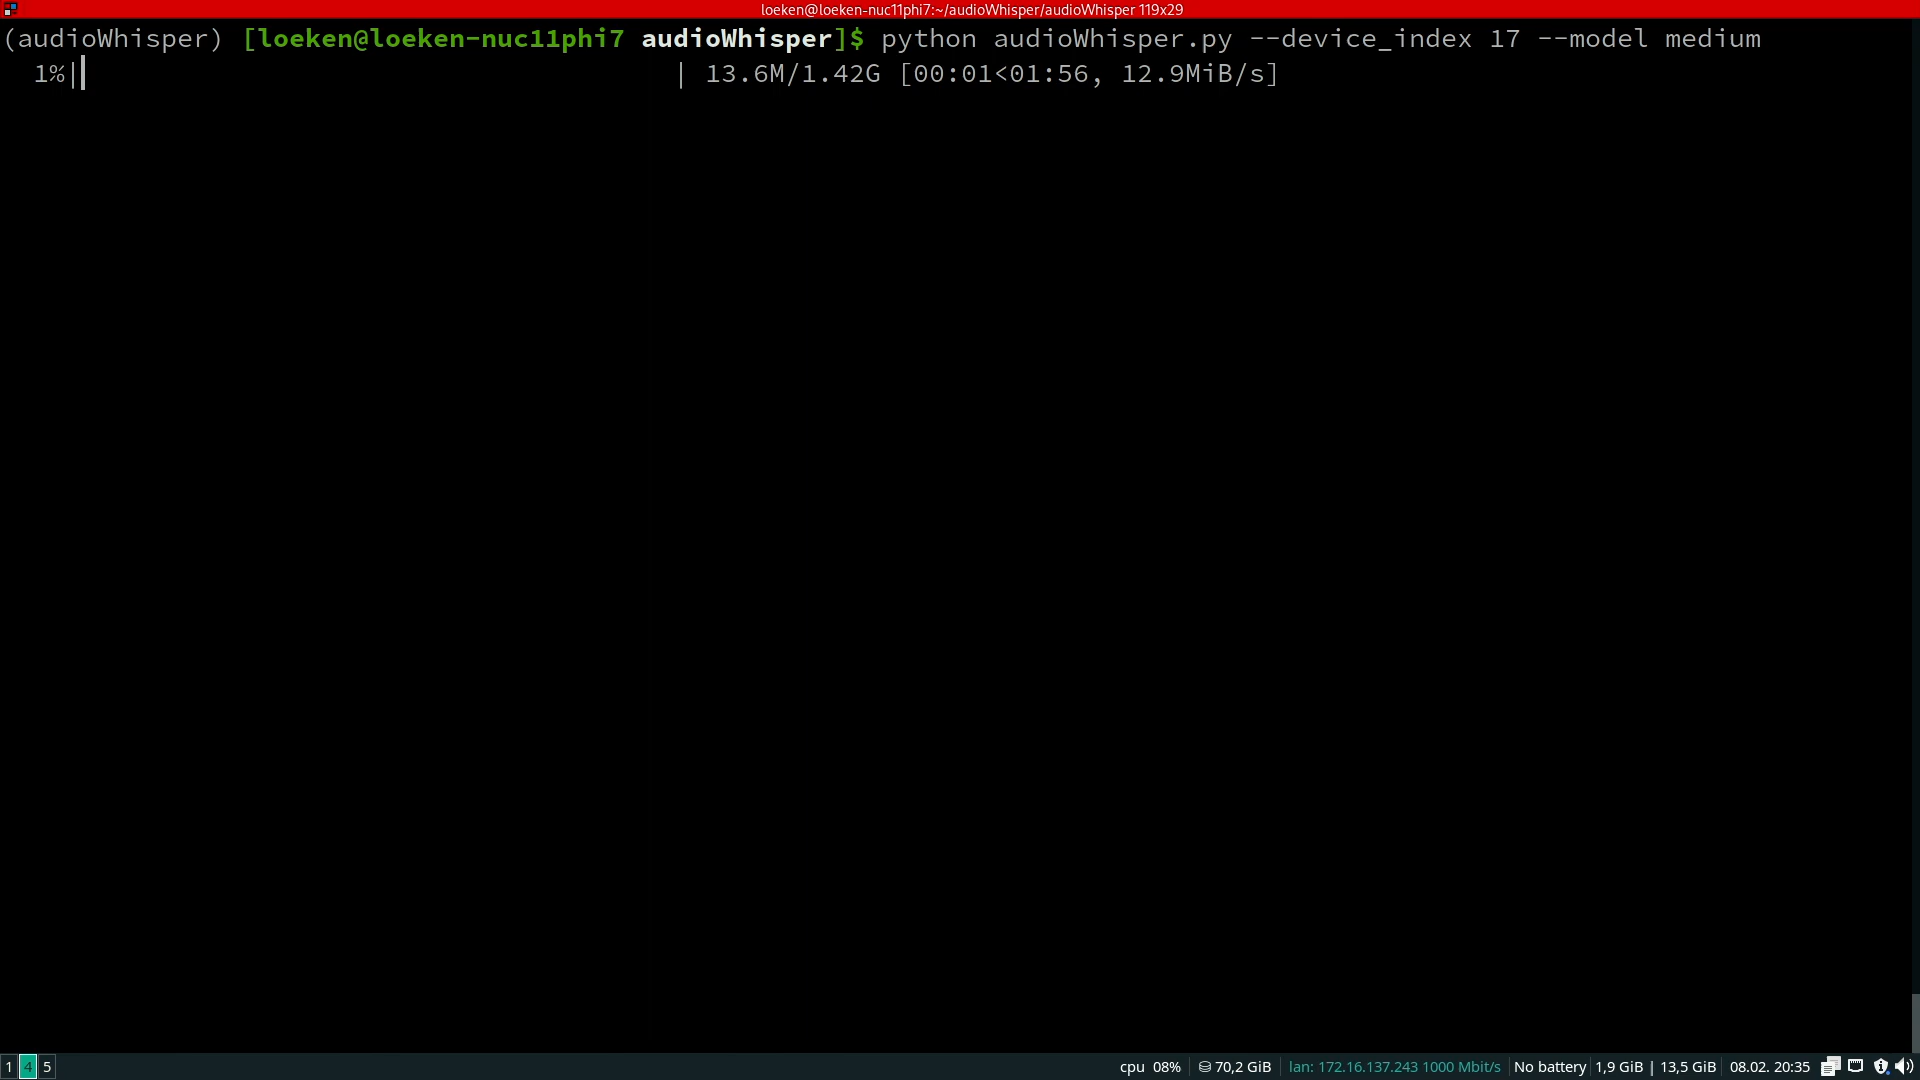 loeken@loeken-nuc11phi7:~/audioWhisper/audioWhisper 119x29
(audioWhisper) [loeken@loeken-nuc11phi7 audioWhisper]$ python audioWhisper.py --device_index 17 --model medium
1%| | 13.6M/1.42G [00:01<01:56, 12.9MiB/s]
1 4 5 cpu 08% 70,2 GiB lan: 172.16.137.243 1000 Mbit/s No battery 1,9 GiB | 13,5 GiB 08.02. 20:35